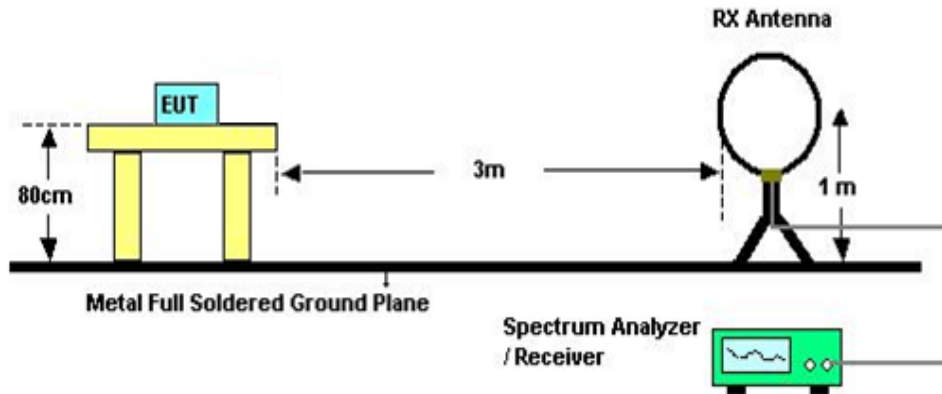 RX Antenna
EUT
80cm
3m
1 m
Metal Full Soldered Ground Plane
Spectrum Analyzer
/ Receiver